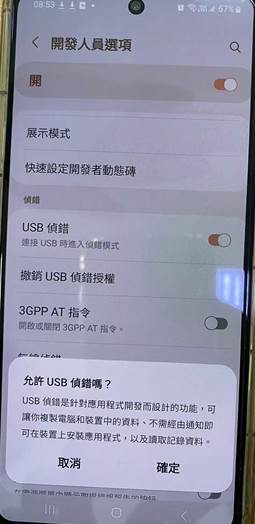 08:53
67%
開發人員選項
開
展示模式
快速設定開發者動態磚
偵錯
USB 偵錯
連接 USB 時進入偵錯模式
撤銷 USB 偵錯授權
3GPP AT 指令
開啟或關閉 3GPP AT 指令。
無線偵錯
允許 USB 偵錯嗎？
USB 偵錯是針對應用程式開發而設計的功能，可
讓你複製電腦和裝置中的資料、不需經由通知即
可在裝置上安裝應用程式，以及讀取記錄資料。
取消
確定